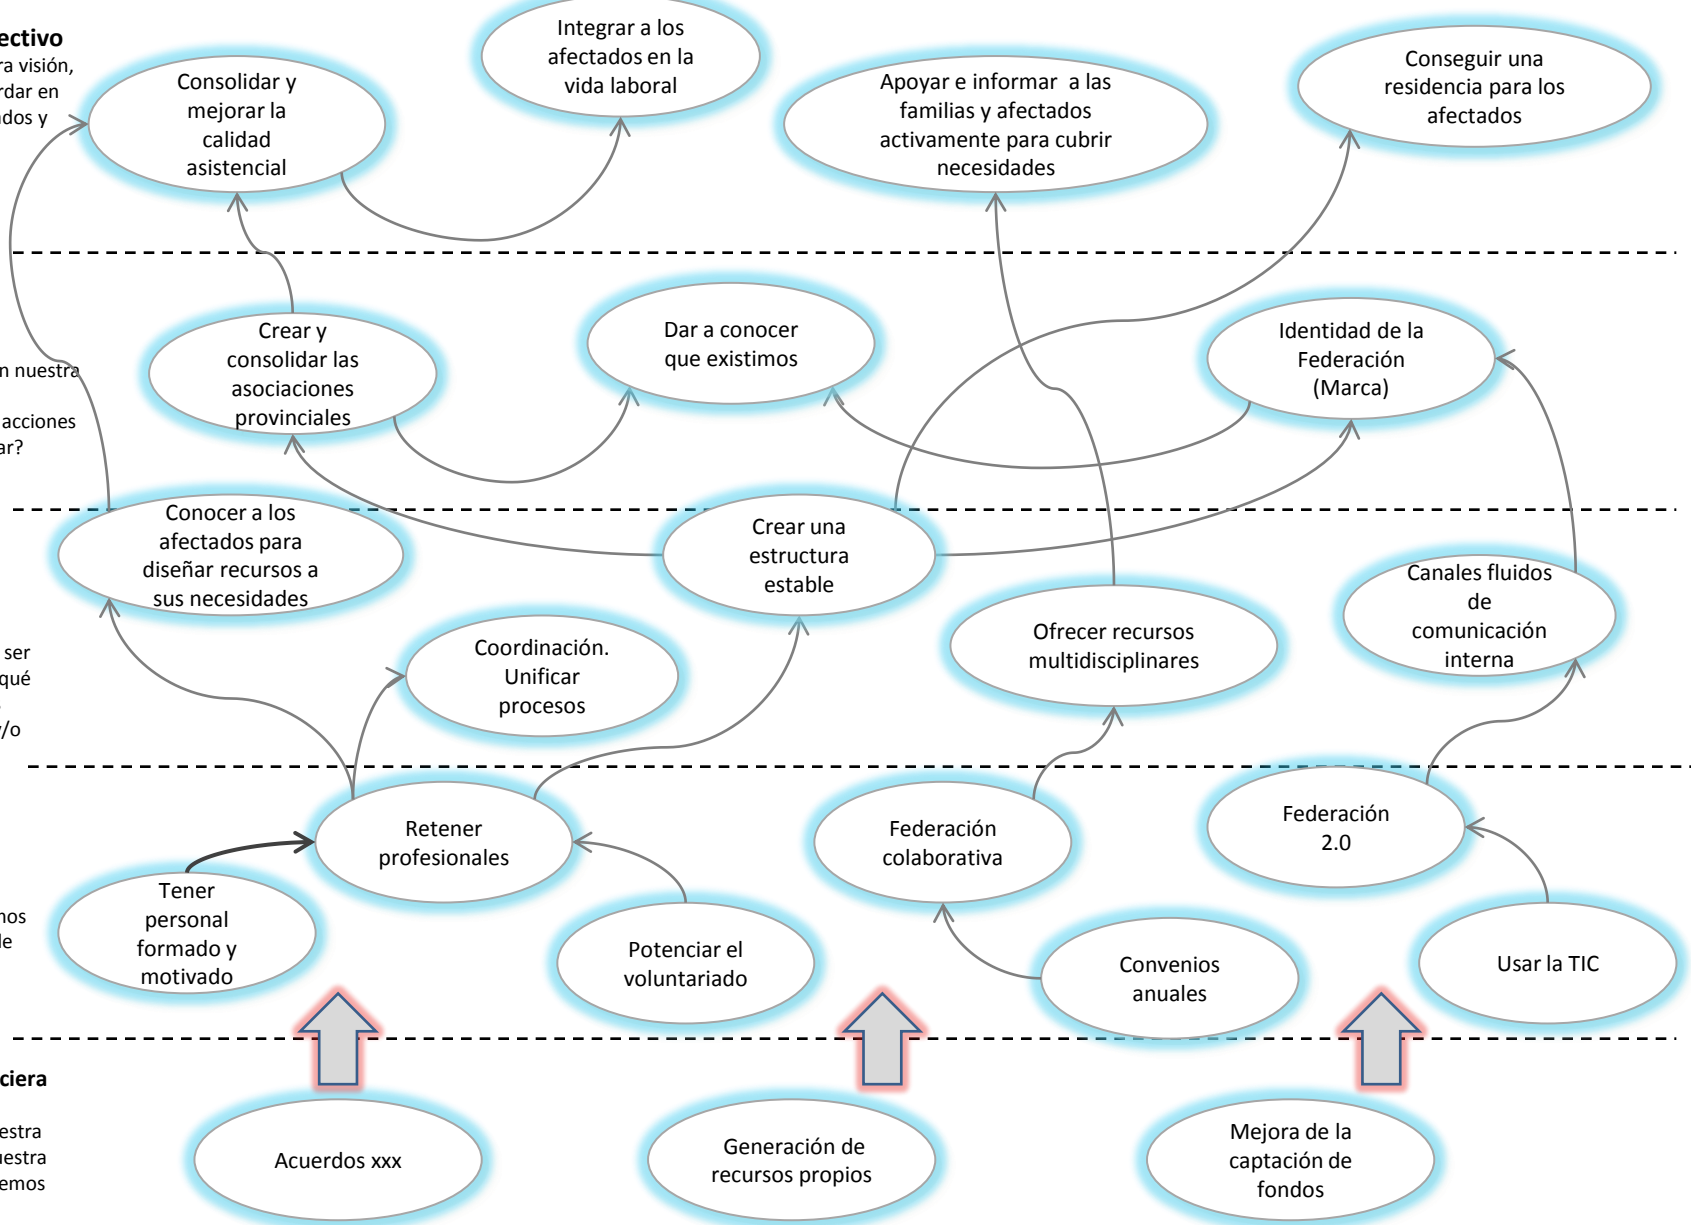 ectivo
ra visión,
rdar en
dos y
Consolidar y
mejorar la
calidad
asistencial
Integrar a los
afectados en la
vida laboral
Apoyar e informar a las
familias y afectados
activamente para cubrir
necesidades
Conseguir una
residencia para los
afectados
n nuestra
acciones
ar?
Crear y
consolidar las
asociaciones
provinciales
Dar a conocer
que existimos
Identidad de la
Federación
(Marca)
ser
qué
y/o
Conocer a los
afectados para
diseñar recursos a
sus necesidades
Coordinación.
Unificar
procesos
Crear una
estructura
estable
Ofrecer recursos
multidisciplinares
Canales fluidos
de
comunicación
interna
mos
de
Tener
personal
formado y
motivado
Retener
profesionales
Potenciar el
voluntariado
Federación
colaborativa
Convenios
anuales
Federación
2.0
Usar la TIC
ciera
estra
uestra
emos
Acuerdos xxx
Generación de
recursos propios
Mejora de la
captación de
fondos